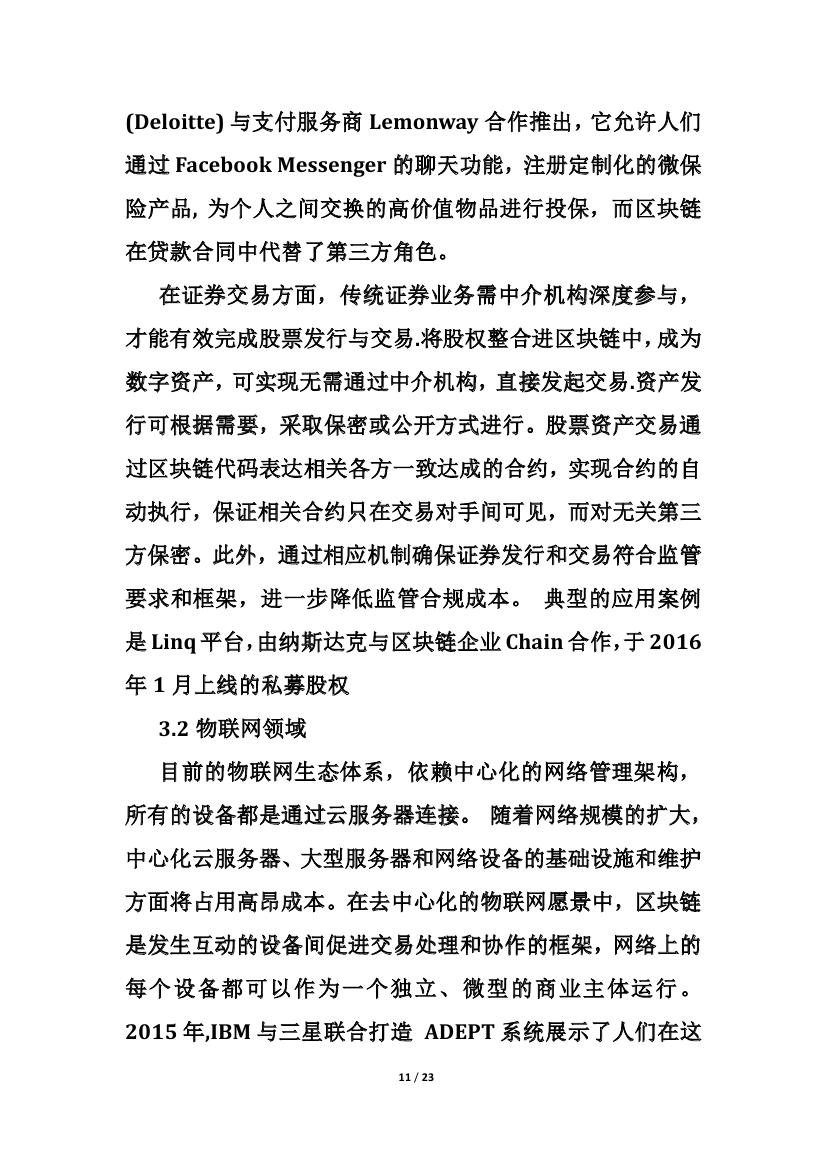 (Deloitte) 与支付服务商 Lemonway 合作推出，它允许人们
通过 Facebook Messenger 的聊天功能，注册定制化的微保
险产品, 为个人之间交换的高价值物品进行投保，而区块链
在贷款合同中代替了第三方角色。
在证券交易方面，传统证券业务需中介机构深度参与，
才能有效完成股票发行与交易.将股权整合进区块链中，成为
数字资产，可实现无需通过中介机构，直接发起交易.资产发
行可根据需要，采取保密或公开方式进行。股票资产交易通
过区块链代码表达相关各方一致达成的合约，实现合约的自
动执行，保证相关合约只在交易对手间可见，而对无关第三
方保密。此外，通过相应机制确保证券发行和交易符合监管
要求和框架，进一步降低监管合规成本。 典型的应用案例
是 Linq 平台，由纳斯达克与区块链企业 Chain 合作，于 2016
年 1 月上线的私募股权
3.2 物联网领域
目前的物联网生态体系，依赖中心化的网络管理架构，
所有的设备都是通过云服务器连接。 随着网络规模的扩大，
中心化云服务器、大型服务器和网络设备的基础设施和维护
方面将占用高昂成本。在去中心化的物联网愿景中，区块链
是发生互动的设备间促进交易处理和协作的框架，网络上的
每个设备都可以作为一个独立、微型的商业主体运行。
2015 年,IBM 与三星联合打造 ADEPT 系统展示了人们在这
11 / 23